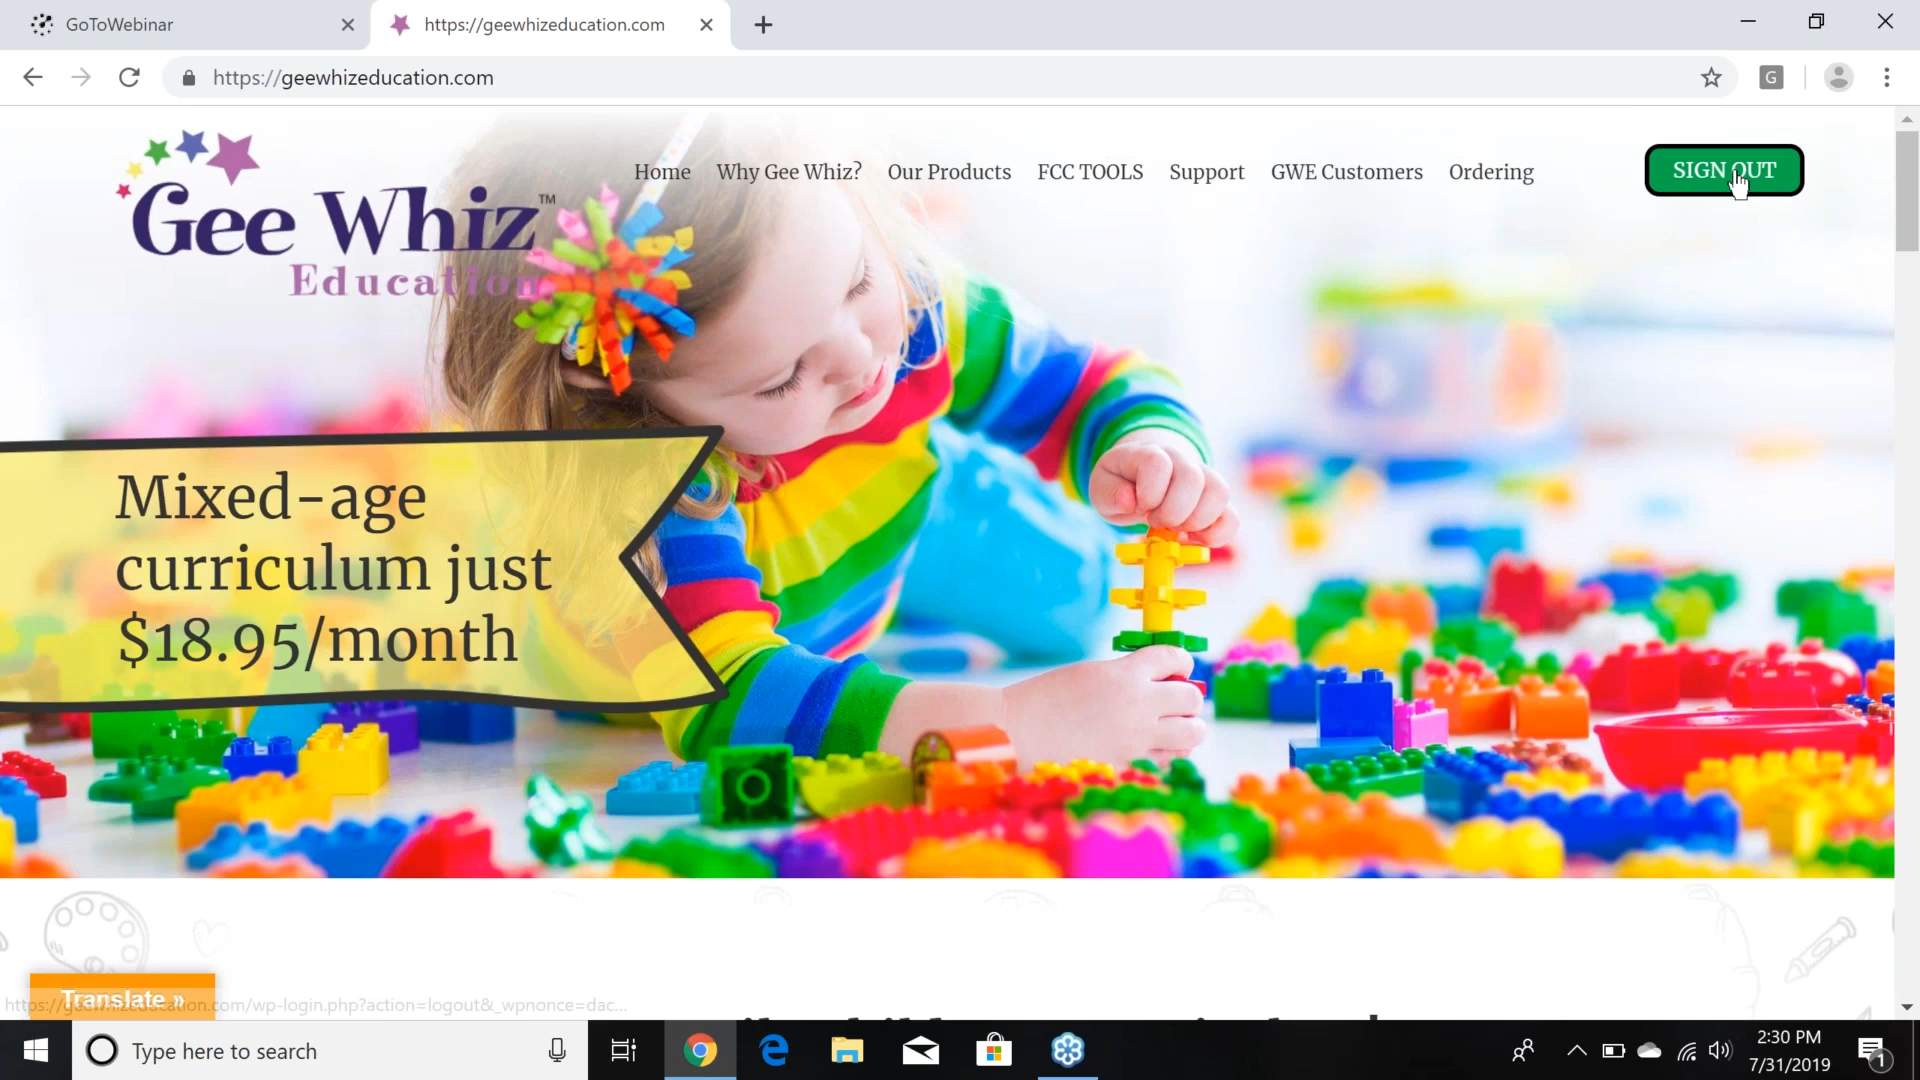 GoToWebinar
https://geewhizeducation.com
https://geewhizeducation.com
G
Gee Whiz™
Education
Home Why Gee Whiz? Our Products FCC TOOLS Support GWE Customers Ordering
SIGN OUT
Mixed-age
curriculum just
$18.95/month
Translate »
https://geewhizeducation.com/wp-login.php?action=logout&_wpnonce=dac...
Type here to search
2:30 PM
7/31/2019
1